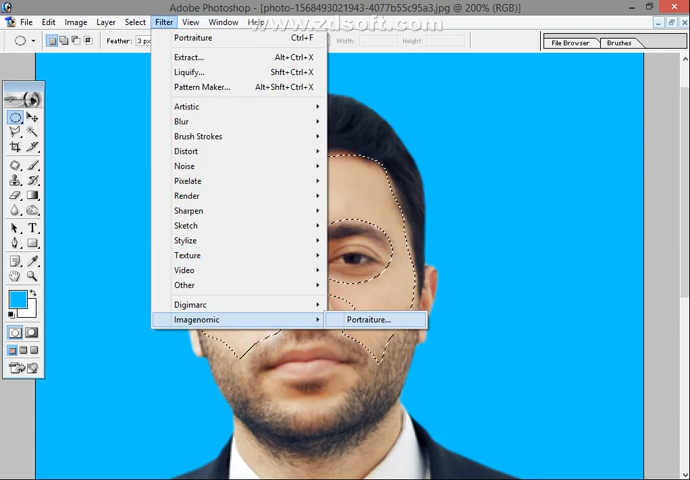 Adobe Photoshop - [photo-1568493021943-4077b55c95a3.jpg @ 200% (RGB)]
www.zdsoft.com
File Edit Image Layer Select Filter View Window Help
Feather: 3 px Width: Height: File Browser Brushes
Portraiture Ctrl+F
Extract... Alt+Ctrl+X
Liquify... Shft+Ctrl+X
Pattern Maker... Alt+Shft+Ctrl+X
Artistic
Blur
Brush Strokes
Distort
Noise
Pixelate
Render
Sharpen
Sketch
Stylize
Texture
Video
Other
Digimarc
Imagenomic Portraiture...